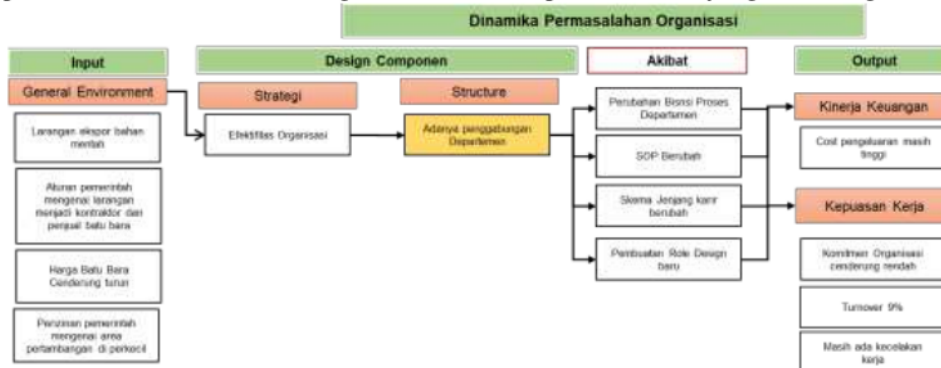 Dinamika Permasalahan Organisasi
Input
General Environment
Larangan ekspor bahan
mentah
Aturan pemerintah
mengenai larangan
menjadi kontraktor dan
penjual batu bara
Harga Batu Bara
Cenderung turun
Perizinan pemerintah
mengenai area
pertambangan di perkecil
Design Componen
Strategi
Efektifitas Organisasi
Structure
Adanya penggabungan
Departemen
Akibat
Perubahan Bisnsi Proses
Departemen
SOP Berubah
Skema Jenjang karir
berubah
Pembuatan Role Design
baru
Output
Kinerja Keuangan
Cost pengeluaran masih
tinggi
Kepuasan Kerja
Komitmen Organisasi
cenderung rendah
Turnover 9%
Masih ada kecelakan
kerja